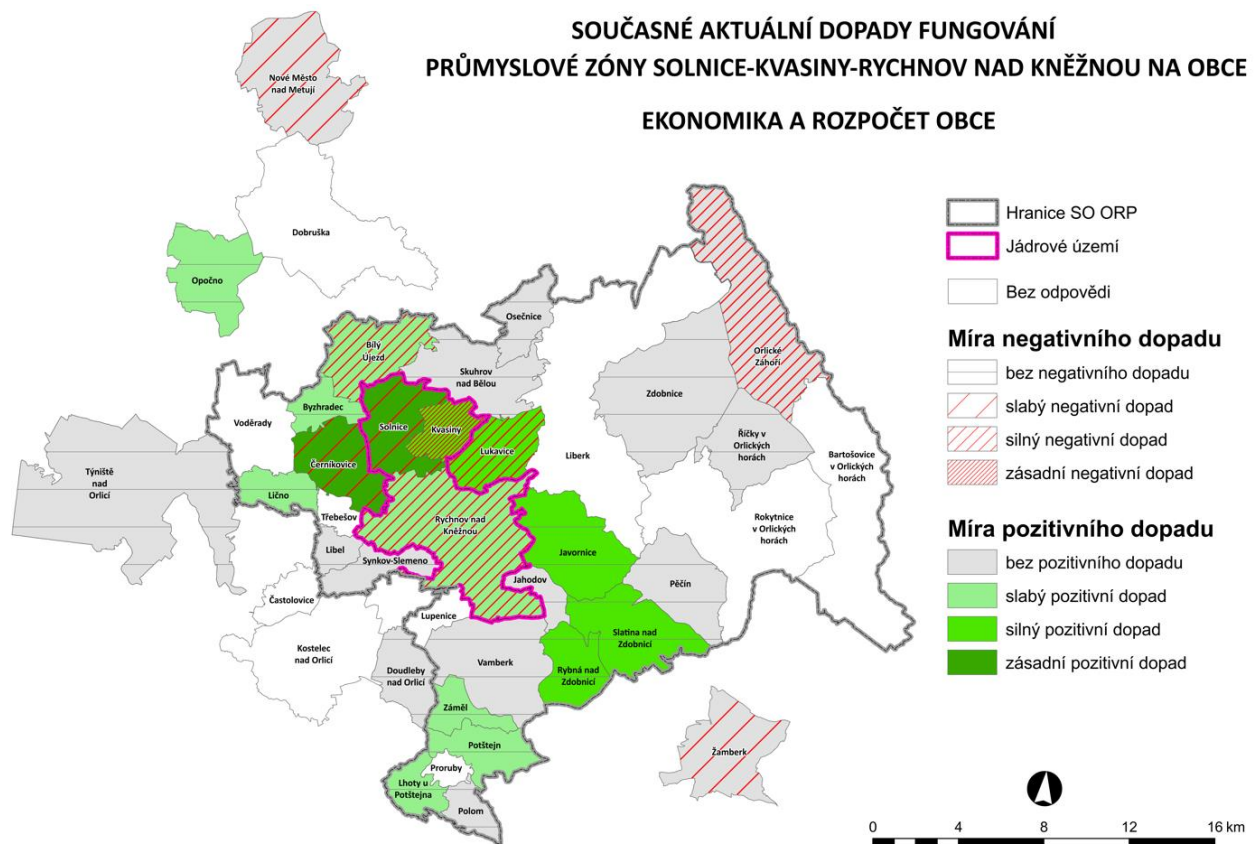 SOUČASNÉ AKTUÁLNÍ DOPADY FUNGOVÁNÍ
PRŮMYSLOVÉ ZÓNY SOLNICE-KVASINY-RYCHNOV NAD KNĚŽNOU NA OBCE
EKONOMIKA A ROZPOČET OBCE
Nové Město
nad Metují
Dobruška
Opočno
Osečnice
Bílý
Újezd
Skuhrov
nad Bělou
Orlické
Záhoří
Zdobnice
Byzhradec
Voděrady
Solnice
Kvasiny
Lukavice
Liberk
Říčky v
Orlických
horách
Bartošovice
v Orlických
horách
Černíkovice
Týniště
nad
Orlicí
Lično
Třebešov
Rychnov nad
Kněžnou
Rokytnice
v Orlických
horách
Libel
Synkov-Slemeno
Javornice
Jahodov
Pěčín
Častolovice
Lupenice
Kostelec
nad Orlicí
Slatina nad
Zdobnicí
Doudleby
nad Orlicí
Vamberk
Rybná nad
Zdobnicí
Záměl
Potštejn
Proruby
Lhoty u
Potštejna
Polom
Žamberk
Hranice SO ORP
Jádrové území
Bez odpovědi
Míra negativního dopadu
bez negativního dopadu
slabý negativní dopad
silný negativní dopad
zásadní negativní dopad
Míra pozitivního dopadu
bez pozitivního dopadu
slabý pozitivní dopad
silný pozitivní dopad
zásadní pozitivní dopad
0 4 8 12 16 km